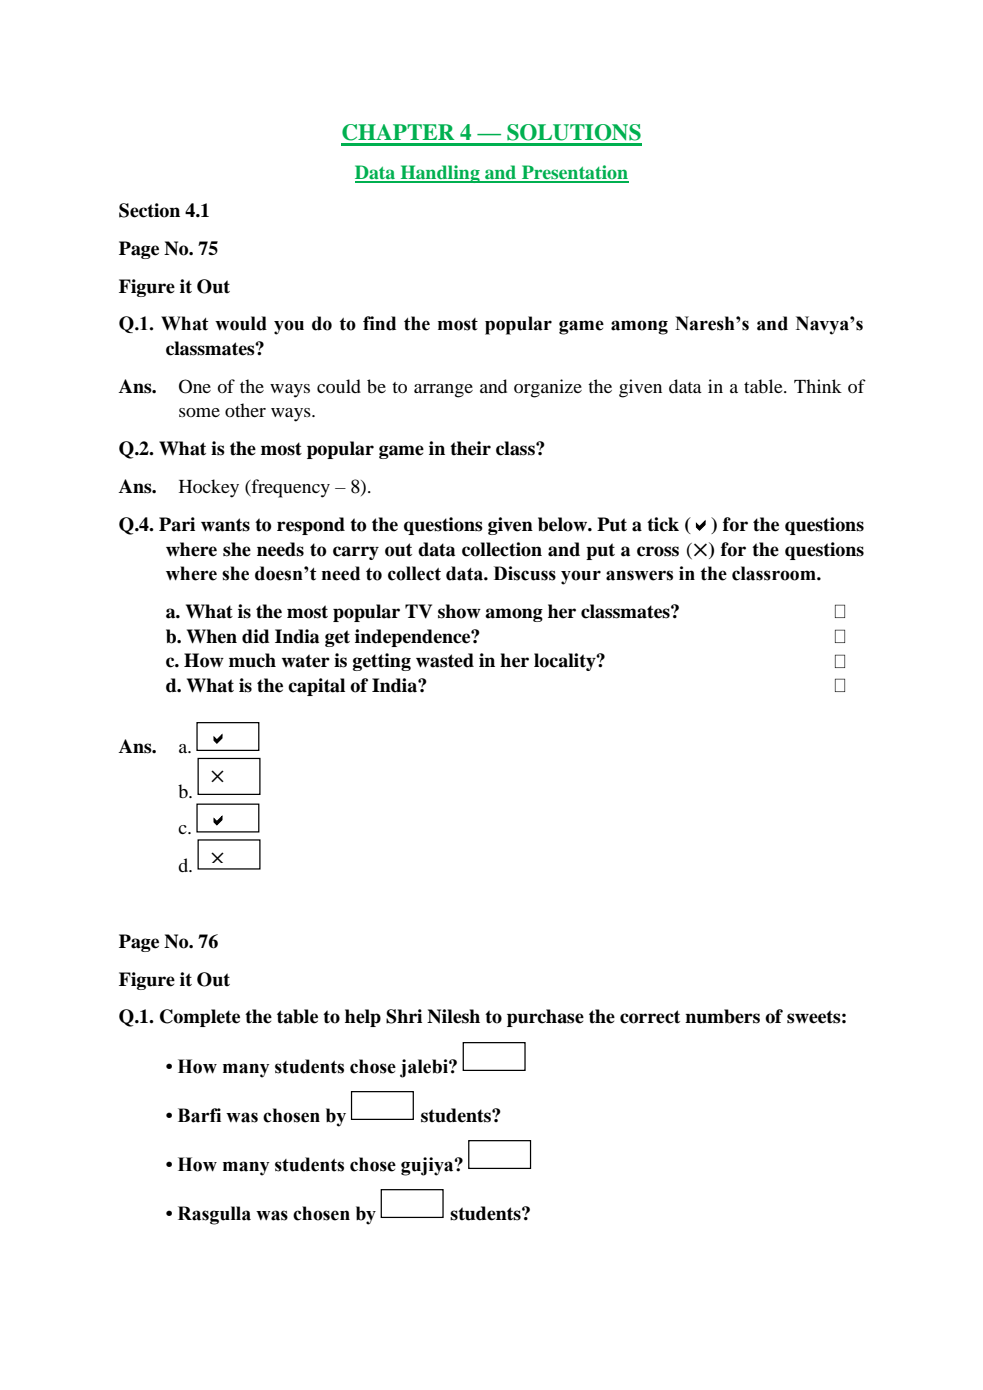 CHAPTER 4 — SOLUTIONS
Data Handling and Presentation
Section 4.1
Page No. 75
Figure it Out
Q.1. What would you do to find the most popular game among Naresh’s and Navya’s
classmates?
Ans. One of the ways could be to arrange and organize the given data in a table. Think of
some other ways.
Q.2. What is the most popular game in their class?
Ans. Hockey (frequency – 8).
Q.4. Pari wants to respond to the questions given below. Put a tick (✔) for the questions
where she needs to carry out data collection and put a cross (✕) for the questions
where she doesn’t need to collect data. Discuss your answers in the classroom.
a. What is the most popular TV show among her classmates? □
b. When did India get independence? □
c. How much water is getting wasted in her locality? □
d. What is the capital of India? □
Ans. a. ✔
b. ✕
c. ✔
d. ✕
Page No. 76
Figure it Out
Q.1. Complete the table to help Shri Nilesh to purchase the correct numbers of sweets:
• How many students chose jalebi?
• Barfi was chosen by students?
• How many students chose gujiya?
• Rasgulla was chosen by students?